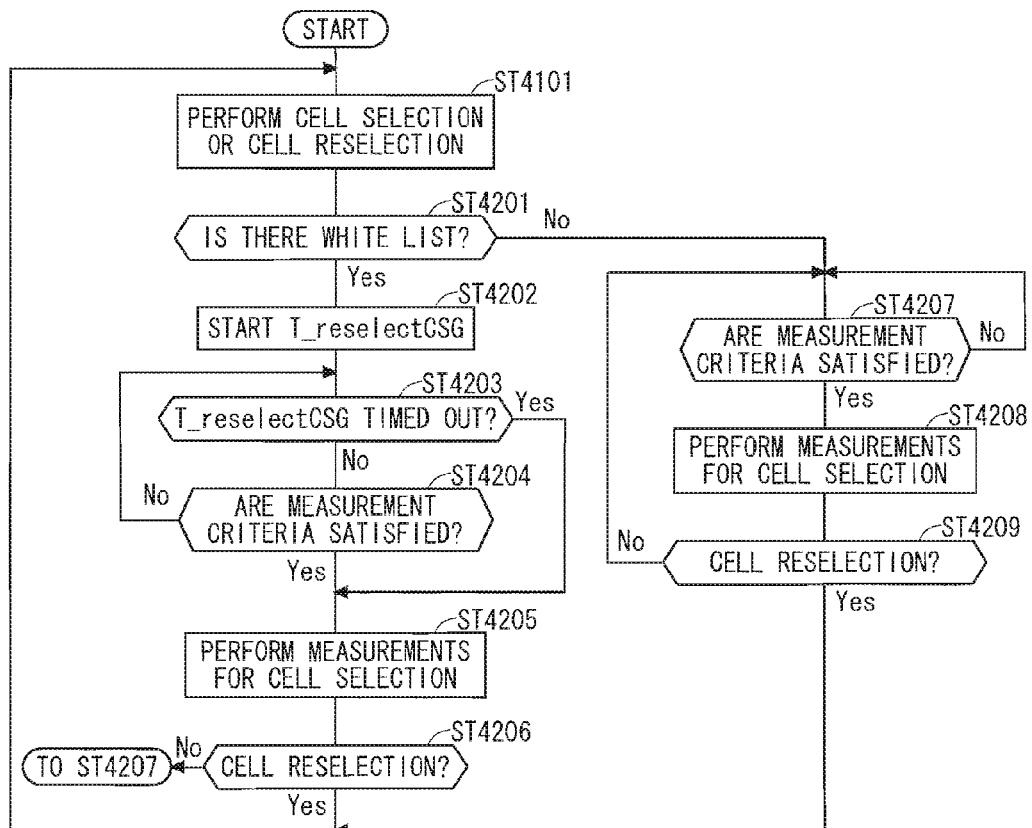 START
ST4101
PERFORM CELL SELECTION
OR CELL RESELECTION
ST4201
IS THERE WHITE LIST?
No
Yes
ST4202
START T_reselectCSG
ST4203
T_reselectCSG TIMED OUT?
Yes
No
ST4204
ARE MEASUREMENT
CRITERIA SATISFIED?
No
Yes
ST4205
PERFORM MEASUREMENTS
FOR CELL SELECTION
ST4206
CELL RESELECTION?
No
TO ST4207
Yes
ST4207
ARE MEASUREMENT
CRITERIA SATISFIED?
No
Yes
ST4208
PERFORM MEASUREMENTS
FOR CELL SELECTION
ST4209
CELL RESELECTION?
No
Yes